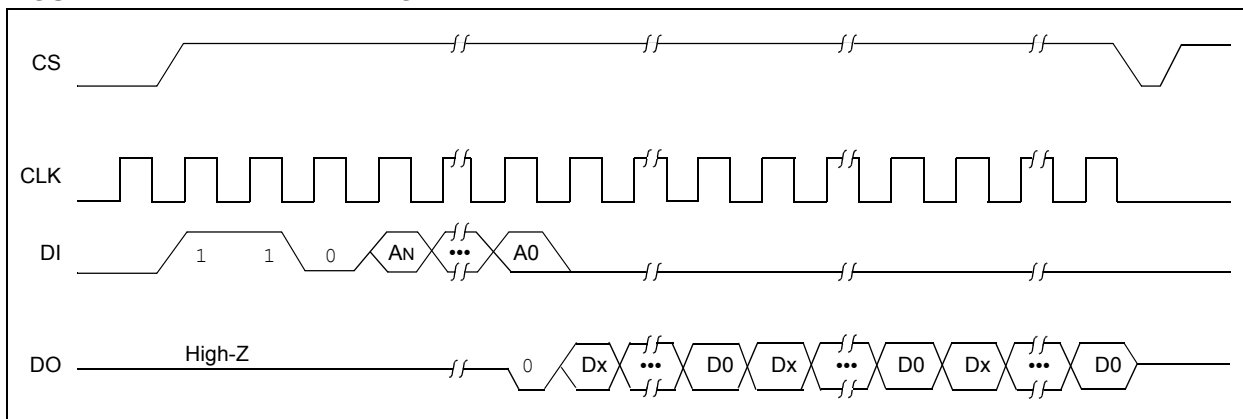 CS
CLK
DI 1 1 0 AN ••• A0
High-Z
DO 0 Dx ••• D0 Dx ••• D0 Dx ••• D0